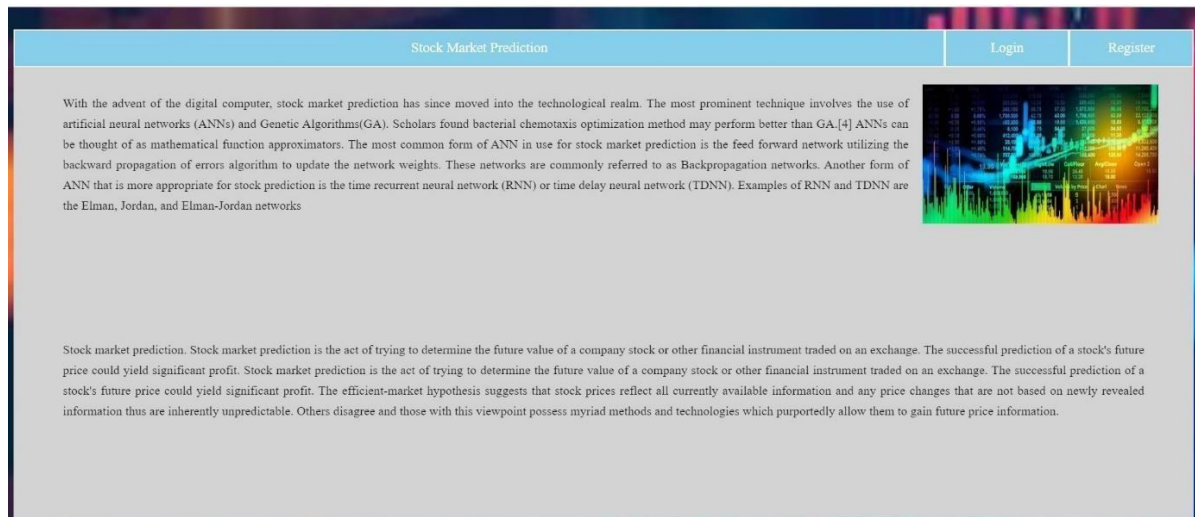 Stock Market Prediction
Login
Register
With the advent of the digital computer, stock market prediction has since moved into the technological realm. The most prominent technique involves the use of
artificial neural networks (ANNs) and Genetic Algorithms(GA). Scholars found bacterial chemotaxis optimization method may perform better than GA.[4] ANNs can
be thought of as mathematical function approximators. The most common form of ANN in use for stock market prediction is the feed forward network utilizing the
backward propagation of errors algorithm to update the network weights. These networks are commonly referred to as Backpropagation networks. Another form of
ANN that is more appropriate for stock prediction is the time recurrent neural network (RNN) or time delay neural network (TDNN). Examples of RNN and TDNN are
the Elman, Jordan, and Elman-Jordan networks
Stock market prediction. Stock market prediction is the act of trying to determine the future value of a company stock or other financial instrument traded on an exchange. The successful prediction of a stock's future
price could yield significant profit. Stock market prediction is the act of trying to determine the future value of a company stock or other financial instrument traded on an exchange. The successful prediction of a
stock's future price could yield significant profit. The efficient-market hypothesis suggests that stock prices reflect all currently available information and any price changes that are not based on newly revealed
information thus are inherently unpredictable. Others disagree and those with this viewpoint possess myriad methods and technologies which purportedly allow them to gain future price information.